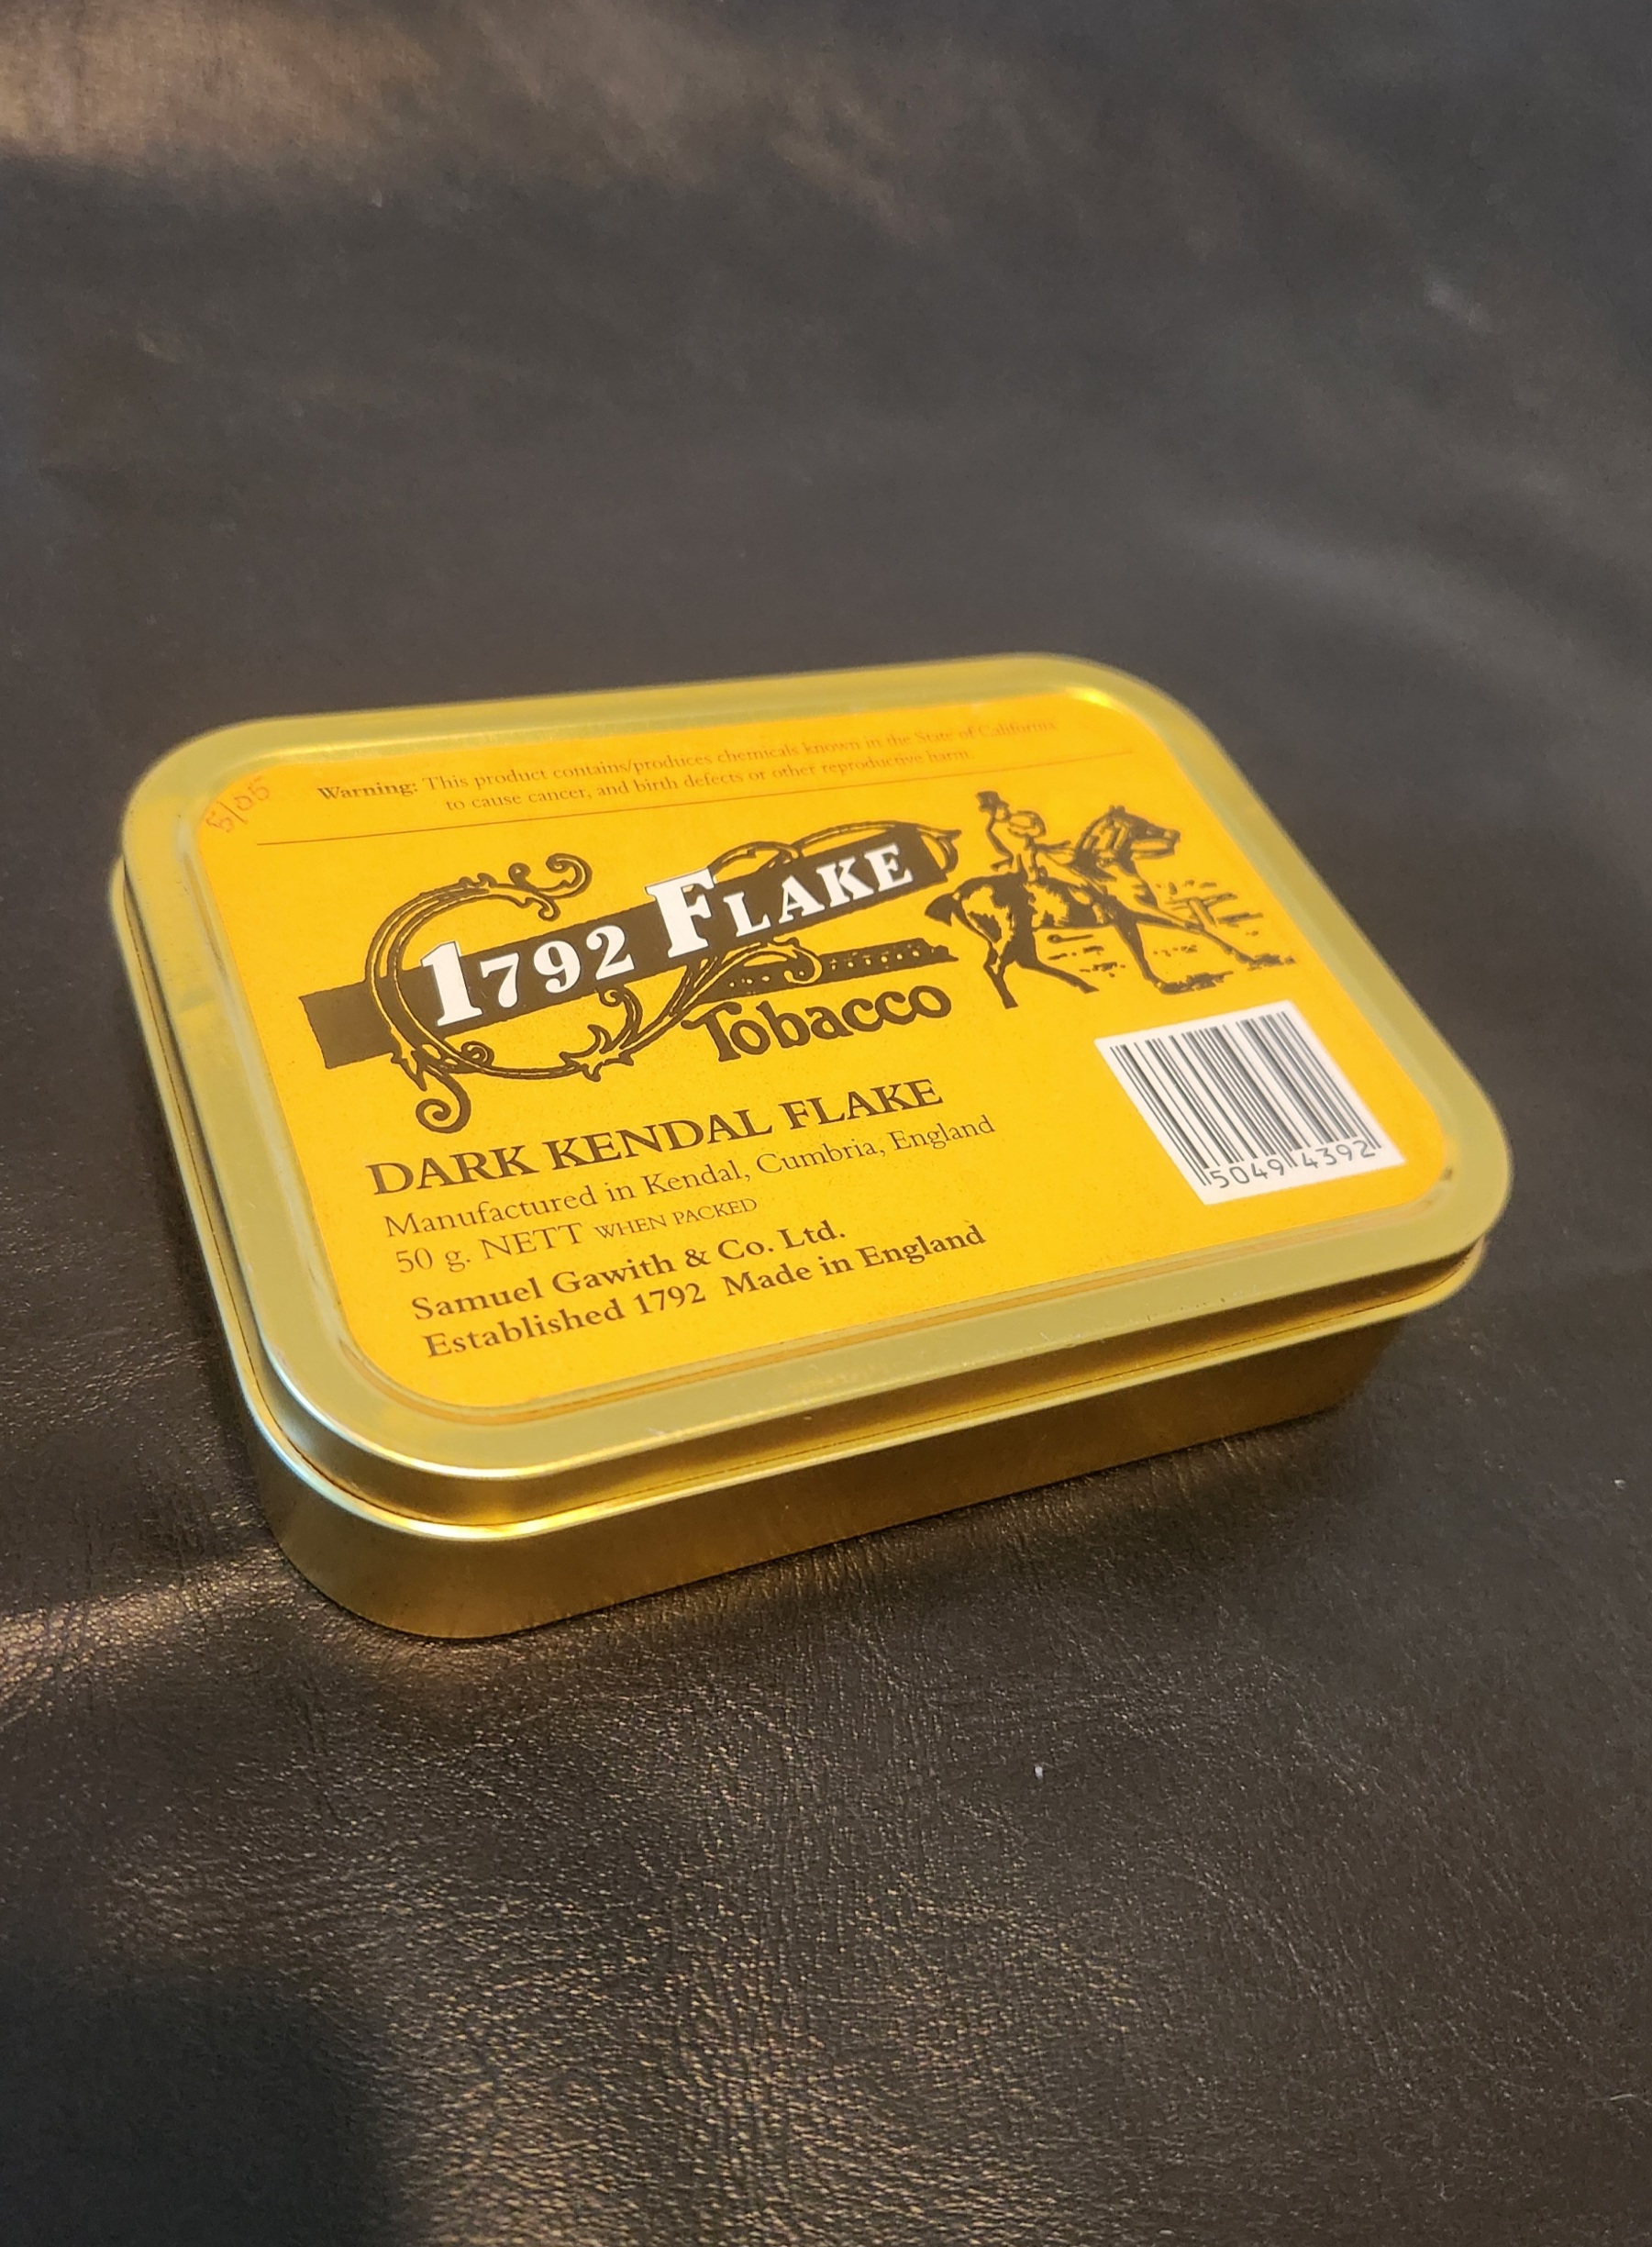 5/05
Warning: This product contains/produces chemicals known in the State of California
to cause cancer, and birth defects or other reproductive harm.
1792 FLAKE
Tobacco
DARK KENDAL FLAKE
Manufactured in Kendal, Cumbria, England
50 g. NETT WHEN PACKED
Samuel Gawith & Co. Ltd.
Established 1792 Made in England
5049 4392